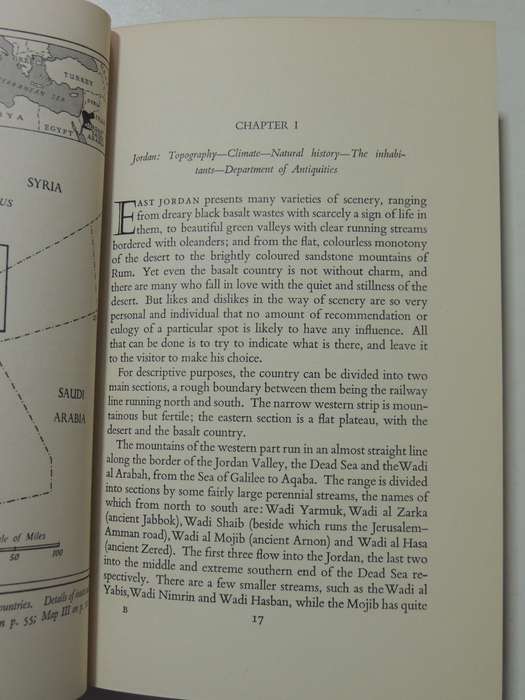 TURKEY
SEA
SYRIA
EGYPT
SYRIA
SAUDI
ARABIA
of Miles
50 100
ountries. Details of
n p. 55; Map III on p.
CHAPTER I
Jordan: Topography—Climate—Natural history—The inhabi-
tants—Department of Antiquities
EAST JORDAN presents many varieties of scenery, ranging
from dreary black basalt wastes with scarcely a sign of life in
them, to beautiful green valleys with clear running streams
bordered with oleanders; and from the flat, colourless monotony
of the desert to the brightly coloured sandstone mountains of
Rum. Yet even the basalt country is not without charm, and
there are many who fall in love with the quiet and stillness of the
desert. But likes and dislikes in the way of scenery are so very
personal and individual that no amount of recommendation or
eulogy of a particular spot is likely to have any influence. All
that can be done is to try to indicate what is there, and leave it
to the visitor to make his choice.
For descriptive purposes, the country can be divided into two
main sections, a rough boundary between them being the railway
line running north and south. The narrow western strip is moun-
tainous but fertile; the eastern section is a flat plateau, with the
desert and the basalt country.
The mountains of the western part run in an almost straight line
along the border of the Jordan Valley, the Dead Sea and the Wadi
al Arabah, from the Sea of Galilee to Aqaba. The range is divided
into sections by some fairly large perennial streams, the names of
which from north to south are: Wadi Yarmuk, Wadi al Zarka
(ancient Jabbok), Wadi Shaib (beside which runs the Jerusalem–
Amman road), Wadi al Mojib (ancient Arnon) and Wadi al Hasa
(ancient Zered). The first three flow into the Jordan, the last two
into the middle and extreme southern end of the Dead Sea re-
spectively. There are a few smaller streams, such as the Wadi al
Yabis, Wadi Nimrin and Wadi Hasban, while the Mojib has quite
B
17